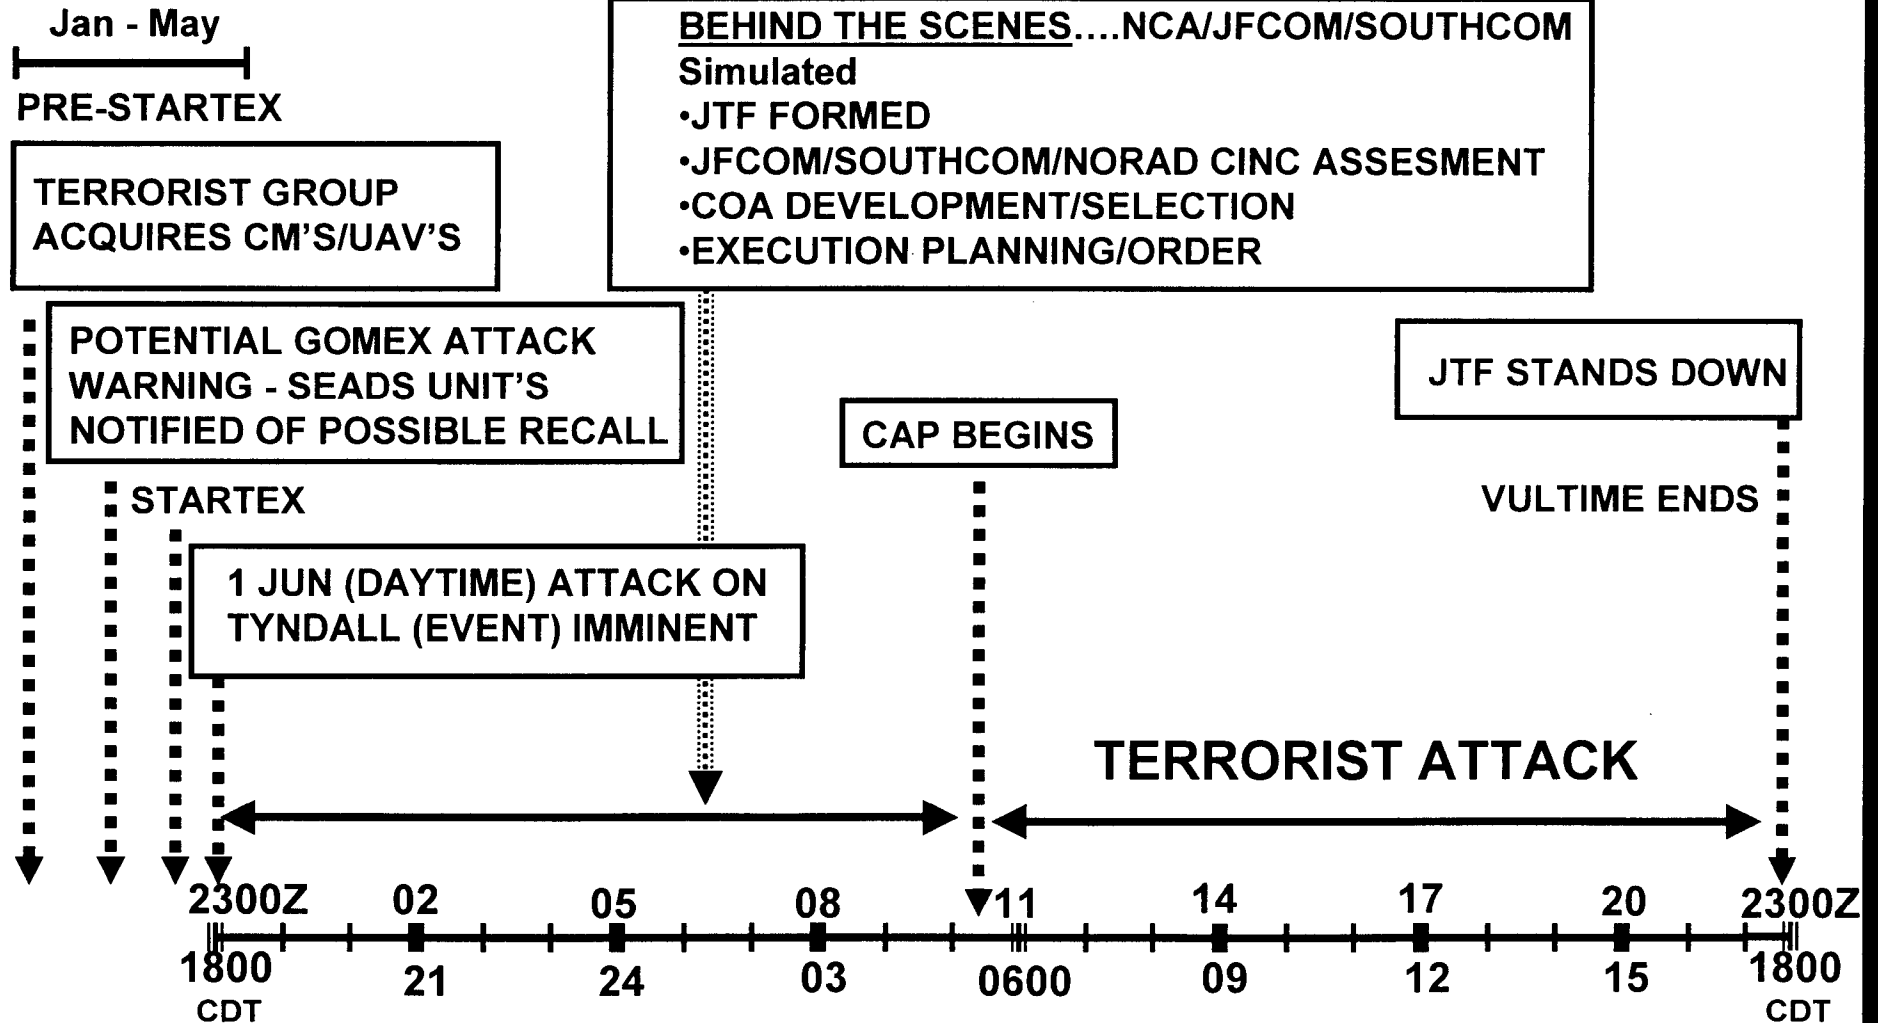 Jan - May
PRE-STARTEX
TERRORIST GROUP
ACQUIRES CM'S/UAV'S
BEHIND THE SCENES....NCA/JFCOM/SOUTHCOM
Simulated
•JTF FORMED
•JFCOM/SOUTHCOM/NORAD CINC ASSESMENT
•COA DEVELOPMENT/SELECTION
•EXECUTION PLANNING/ORDER
POTENTIAL GOMEX ATTACK
WARNING - SEADS UNIT'S
NOTIFIED OF POSSIBLE RECALL
STARTEX
1 JUN (DAYTIME) ATTACK ON
TYNDALL (EVENT) IMMINENT
CAP BEGINS
JTF STANDS DOWN
VULTIME ENDS
TERRORIST ATTACK
2300Z 02 05 08 11 14 17 20 2300Z
1800 21 24 03 0600 09 12 15 1800
CDT CDT